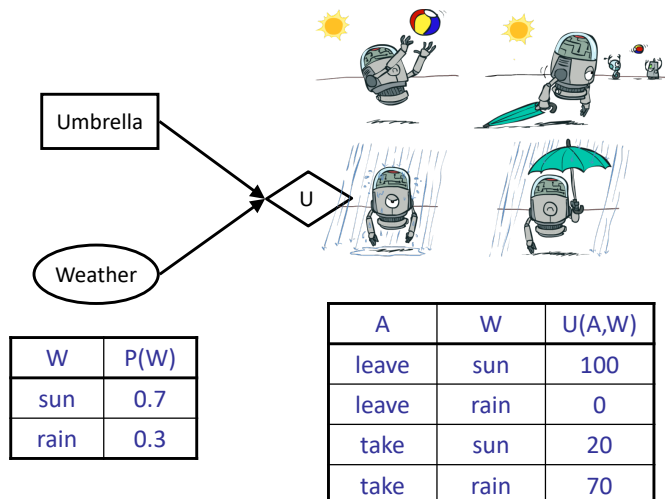 Umbrella
U
Weather
W P(W)
sun 0.7
rain 0.3
A W U(A,W)
leave sun 100
leave rain 0
take sun 20
take rain 70